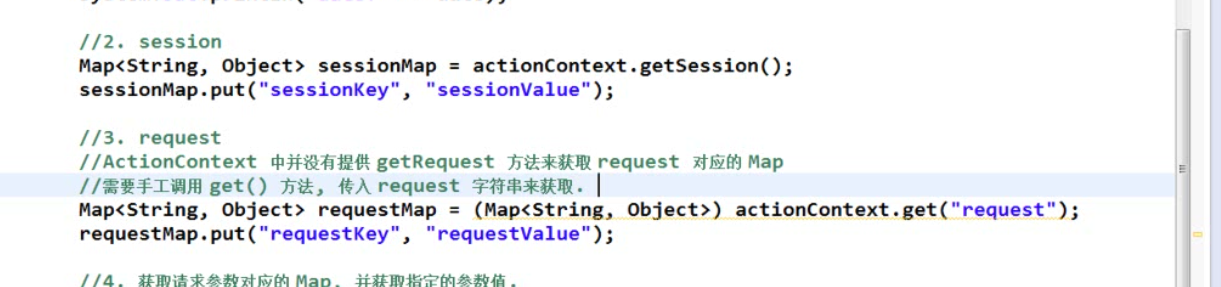 //2. session
Map<String, Object> sessionMap = actionContext.getSession();
sessionMap.put("sessionKey", "sessionValue");
//3. request
//ActionContext 中并没有提供 getRequest 方法来获取 request 对应的 Map
//需要手工调用 get() 方法, 传入 request 字符串来获取.
Map<String, Object> requestMap = (Map<String, Object>) actionContext.get("request");
requestMap.put("requestKey", "requestValue");
//4. 获取请求参数对应的 Map, 并获取指定的参数值.